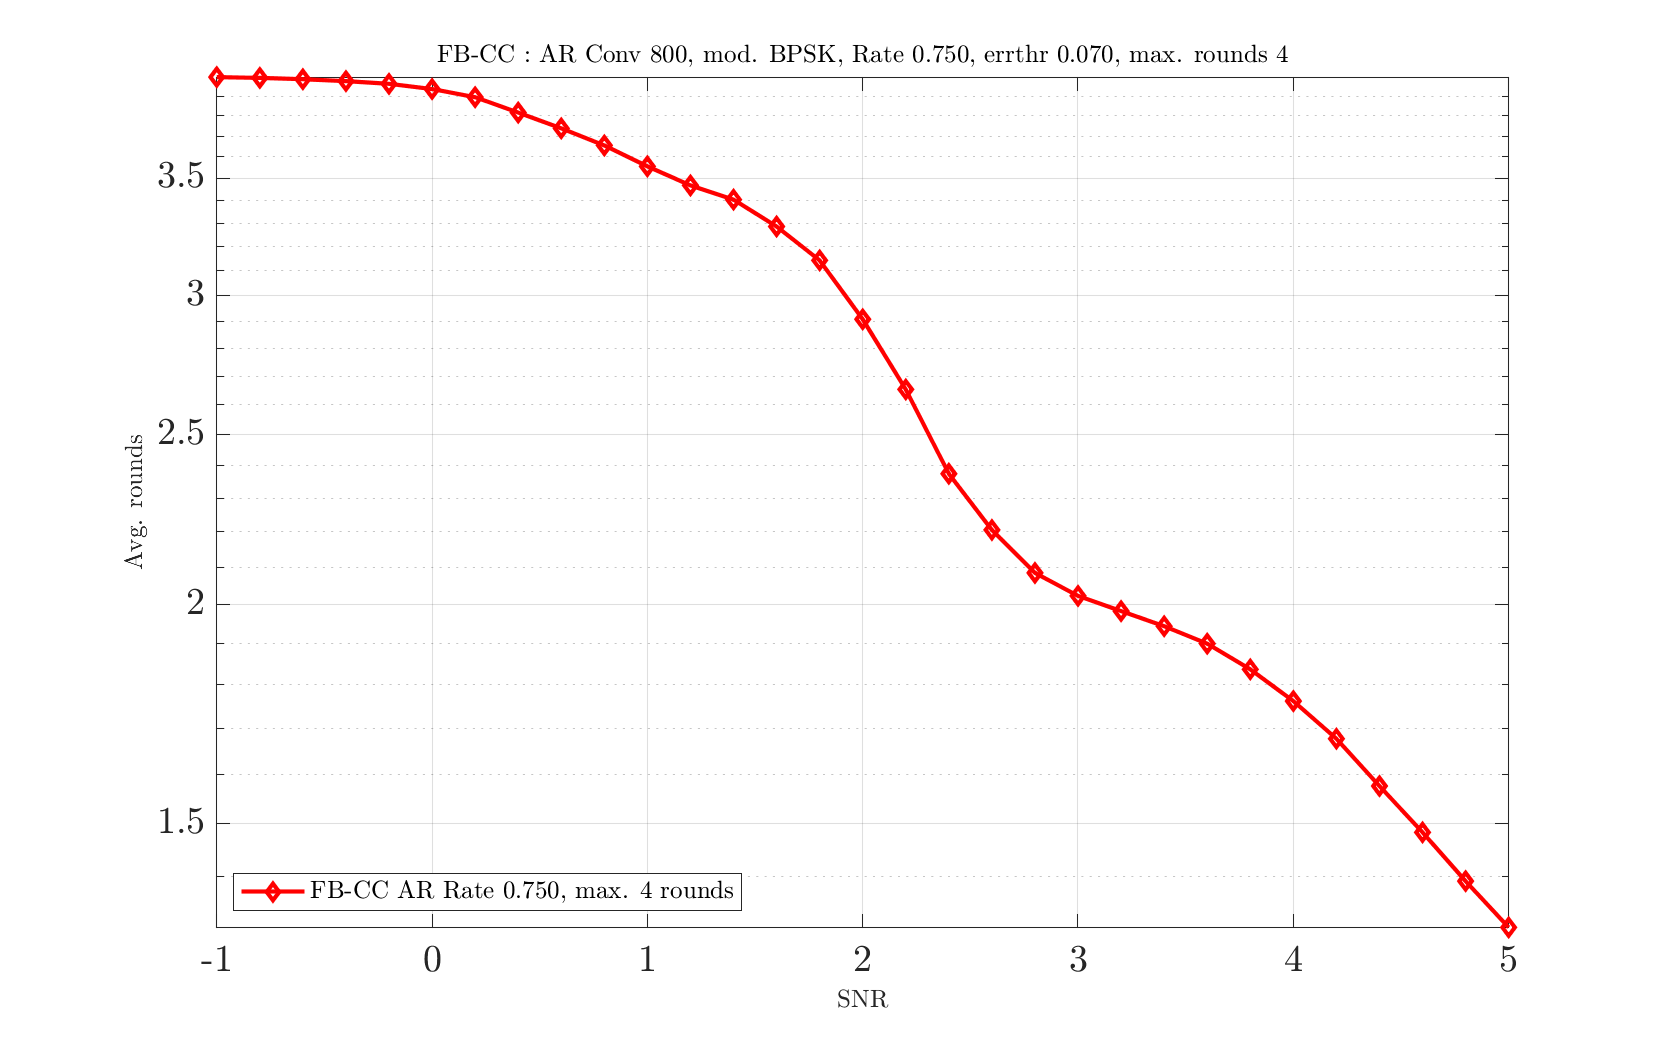 FB-CC : AR Conv 800, mod. BPSK, Rate 0.750, errthr 0.070, max. rounds 4
3.5
3
2.5
2
1.5
Avg. rounds
FB-CC AR Rate 0.750, max. 4 rounds
-1 0 1 2 3 4 5
SNR